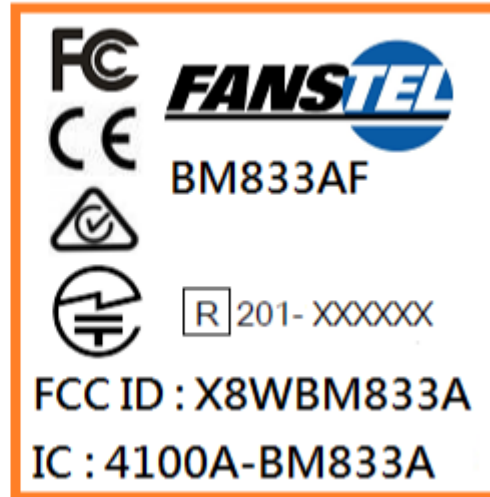 FC
FANSTEL
CE
BM833AF
R 201- XXXXXX
FCC ID : X8WBM833A
IC : 4100A-BM833A